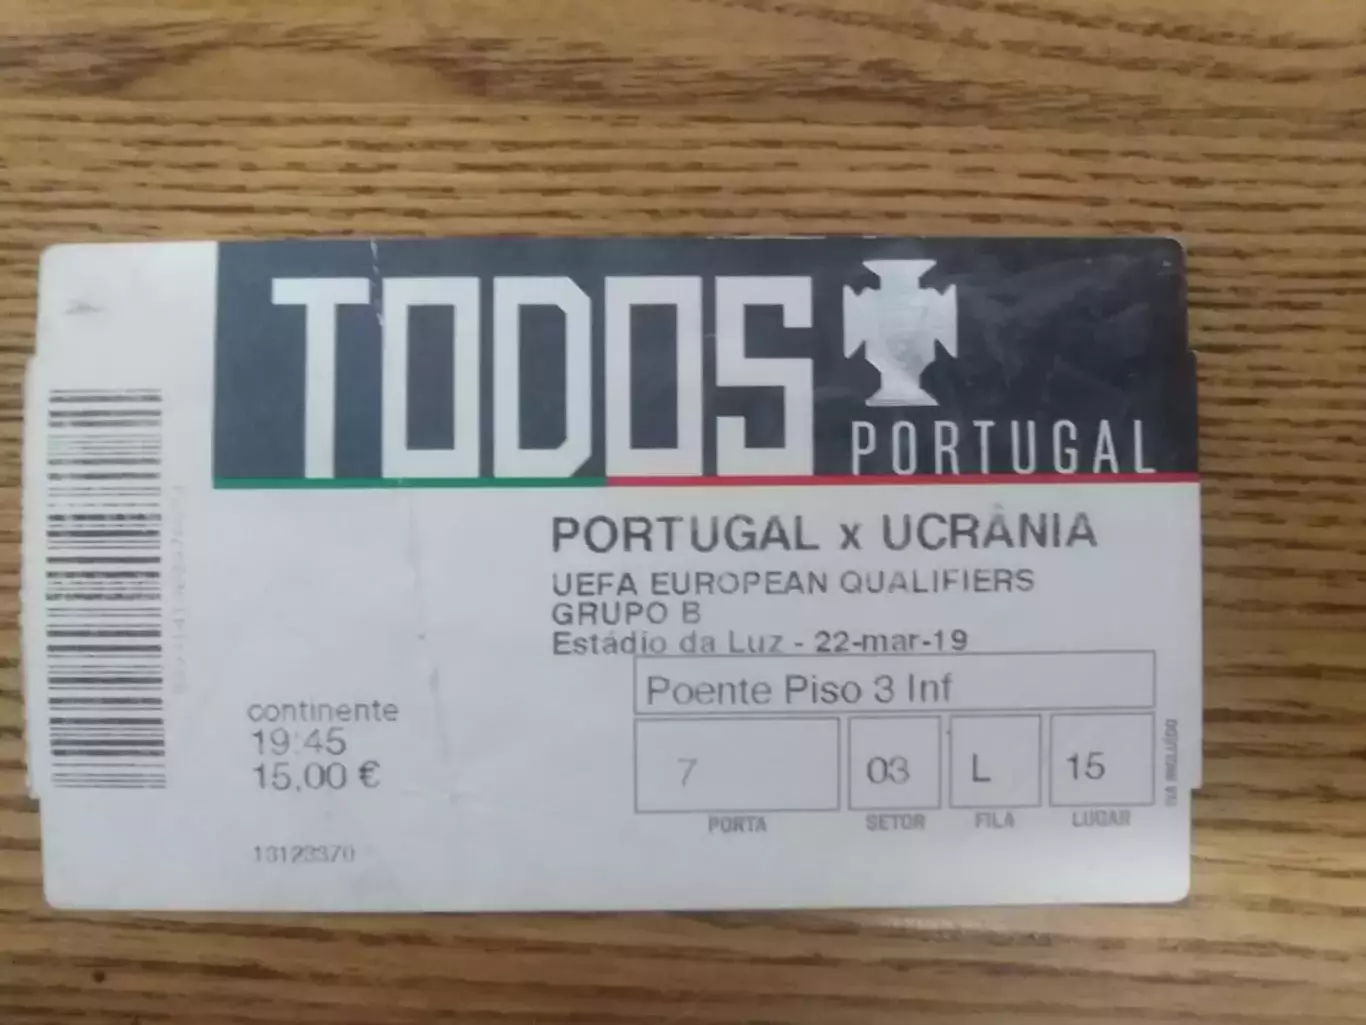 TODOS
PORTUGAL
PORTUGAL x UCRÂNIA
UEFA EUROPEAN QUALIFIERS
GRUPO B
Estádio da Luz - 22-mar-19
Poente Piso 3 Inf
7 03 L 15
PORTA SETOR FILA LUGAR
IVA INCLUÍDO
continente
19:45
15,00 €
13123370